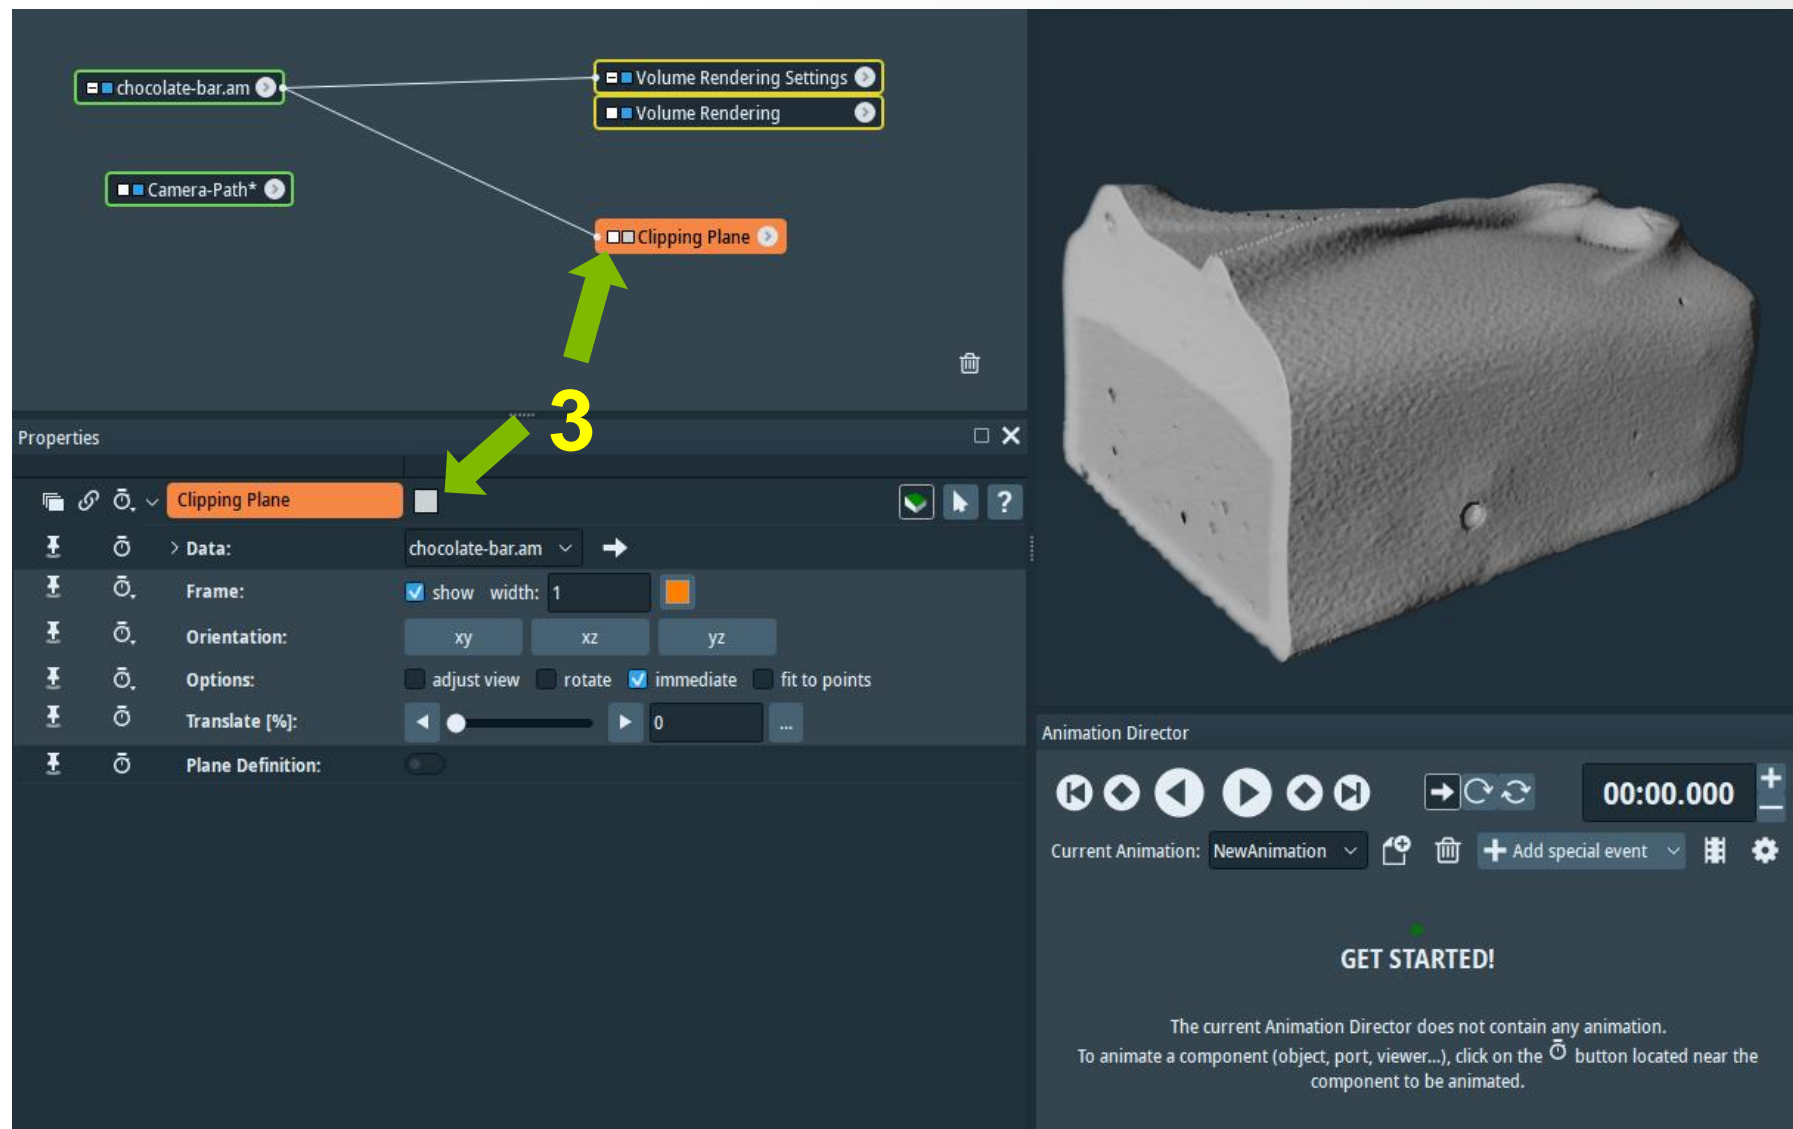 chocolate-bar.am
Volume Rendering Settings
Volume Rendering
Camera-Path*
Clipping Plane
3
Properties
Clipping Plane
?
Data: chocolate-bar.am
Frame: show width: 1
Orientation: xy xz yz
Options: adjust view rotate immediate fit to points
Translate [%]: 0 ...
Plane Definition:
Animation Director
00:00.000
Current Animation: NewAnimation Add special event
GET STARTED!
The current Animation Director does not contain any animation.
To animate a component (object, port, viewer...), click on the button located near the
component to be animated.